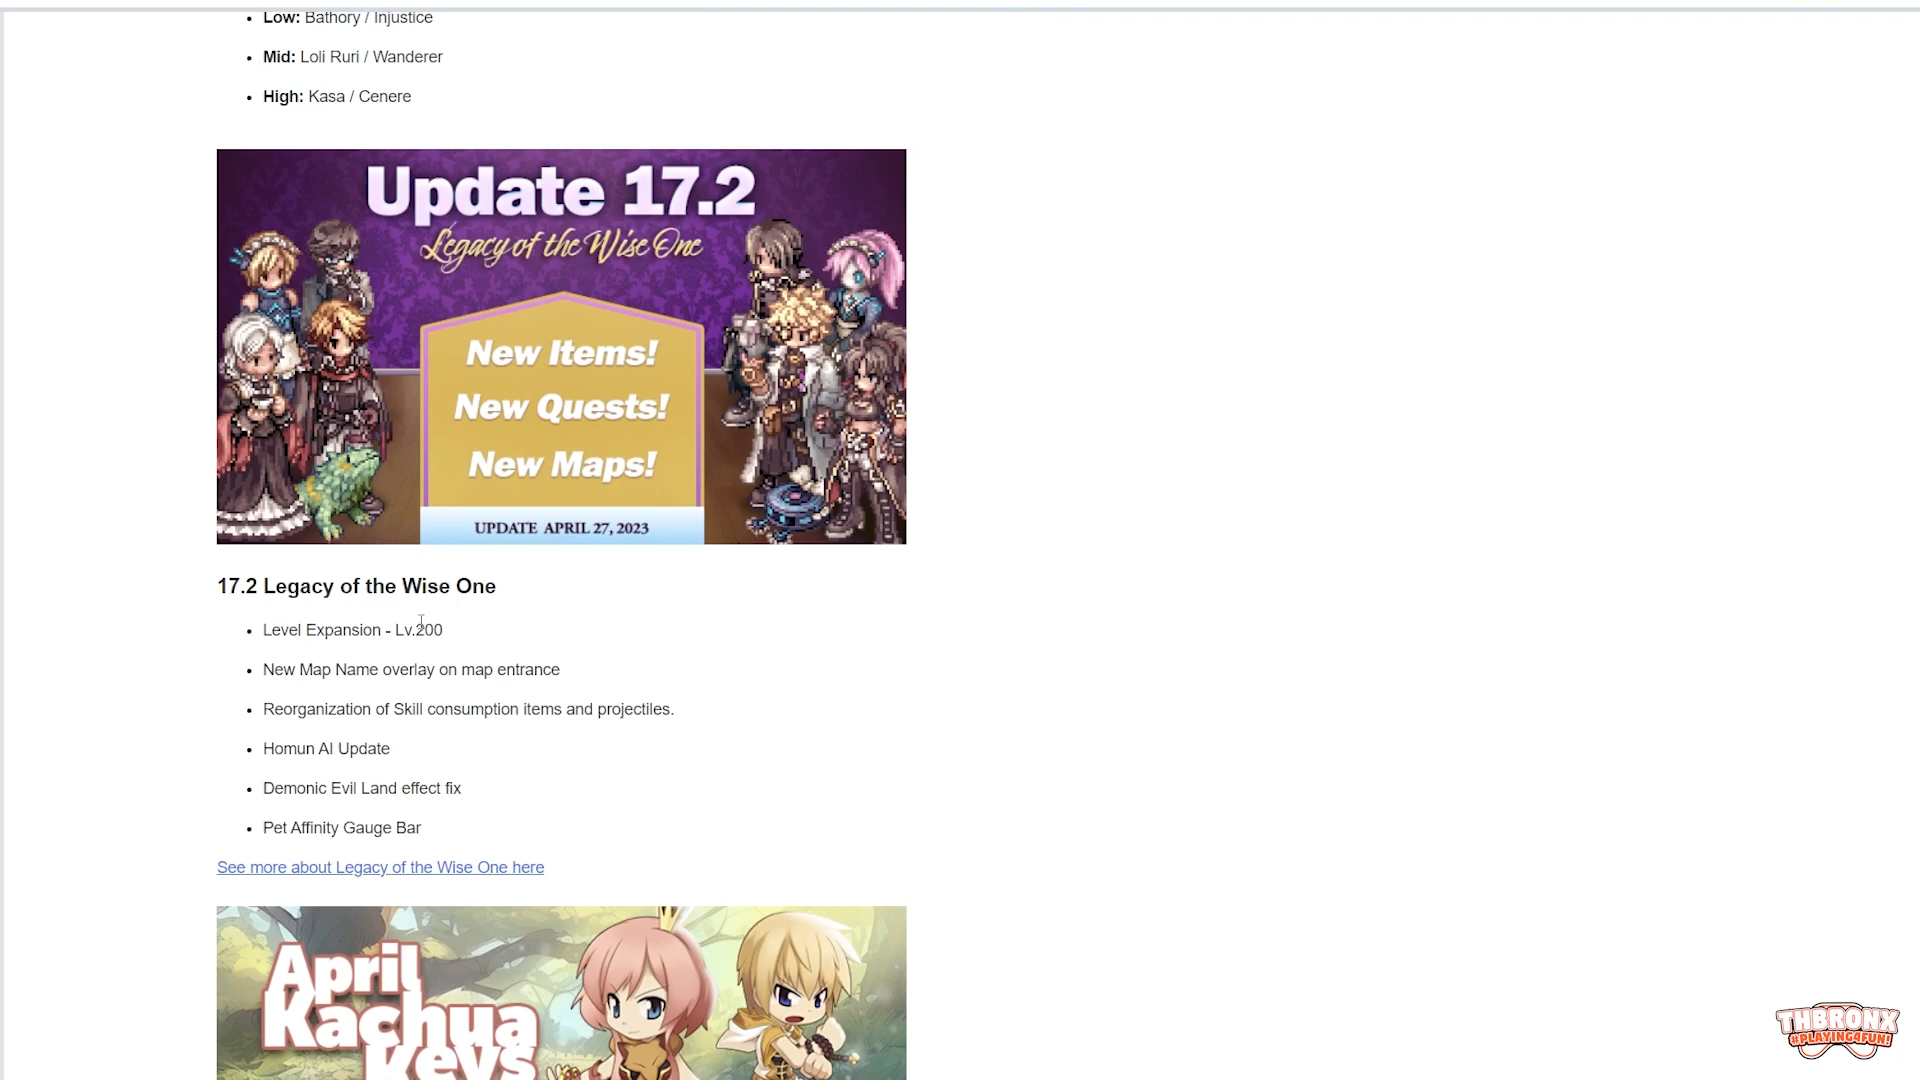 Low: Bathory / Injustice
Mid: Loli Ruri / Wanderer
High: Kasa / Cenere
Update 17.2
Legacy of the Wise One
New Items!
New Quests!
New Maps!
UPDATE APRIL 27, 2023
17.2 Legacy of the Wise One
Level Expansion - Lv.200
New Map Name overlay on map entrance
Reorganization of Skill consumption items and projectiles.
Homun AI Update
Demonic Evil Land effect fix
Pet Affinity Gauge Bar
See more about Legacy of the Wise One here
April
Kachua
Keys
THBRONX
#PLAYING4FUN!